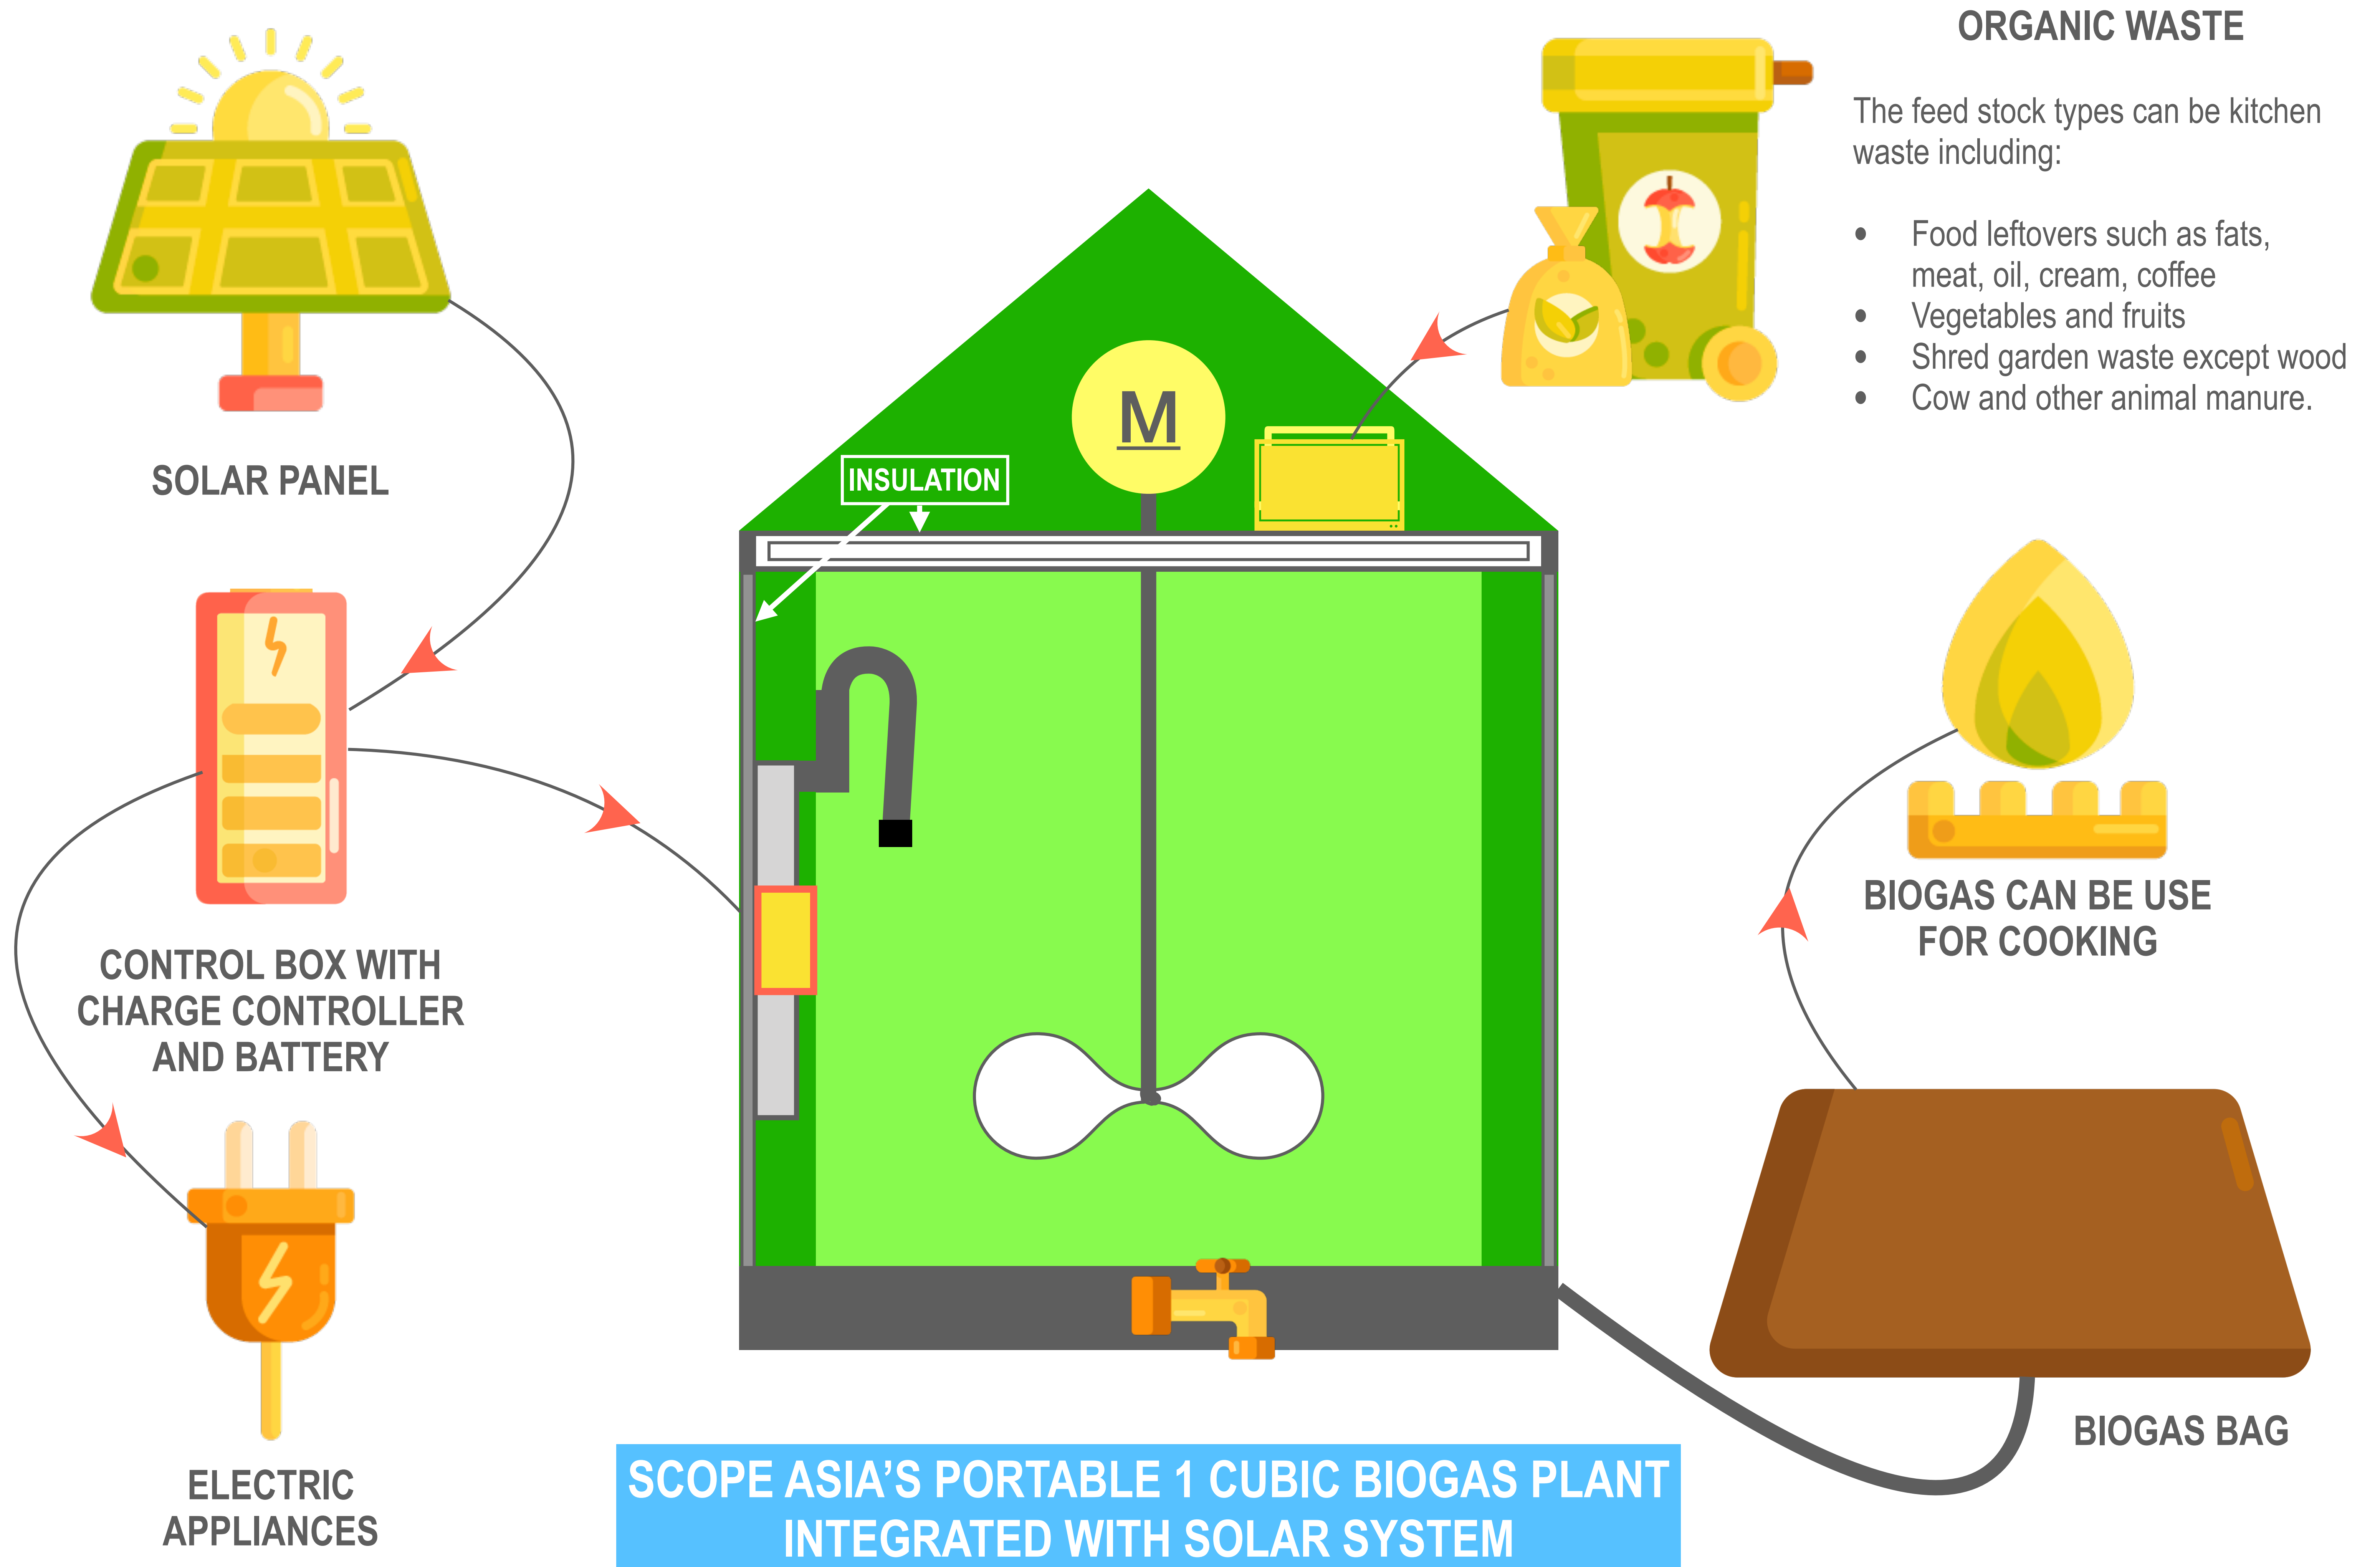 ORGANIC WASTE
The feed stock types can be kitchen
waste including:
• Food leftovers such as fats,
meat, oil, cream, coffee
• Vegetables and fruits
• Shred garden waste except wood
• Cow and other animal manure.
SOLAR PANEL
M
INSULATION
CONTROL BOX WITH
CHARGE CONTROLLER
AND BATTERY
BIOGAS CAN BE USE
FOR COOKING
ELECTRIC
APPLIANCES
BIOGAS BAG
SCOPE ASIA’S PORTABLE 1 CUBIC BIOGAS PLANT
INTEGRATED WITH SOLAR SYSTEM